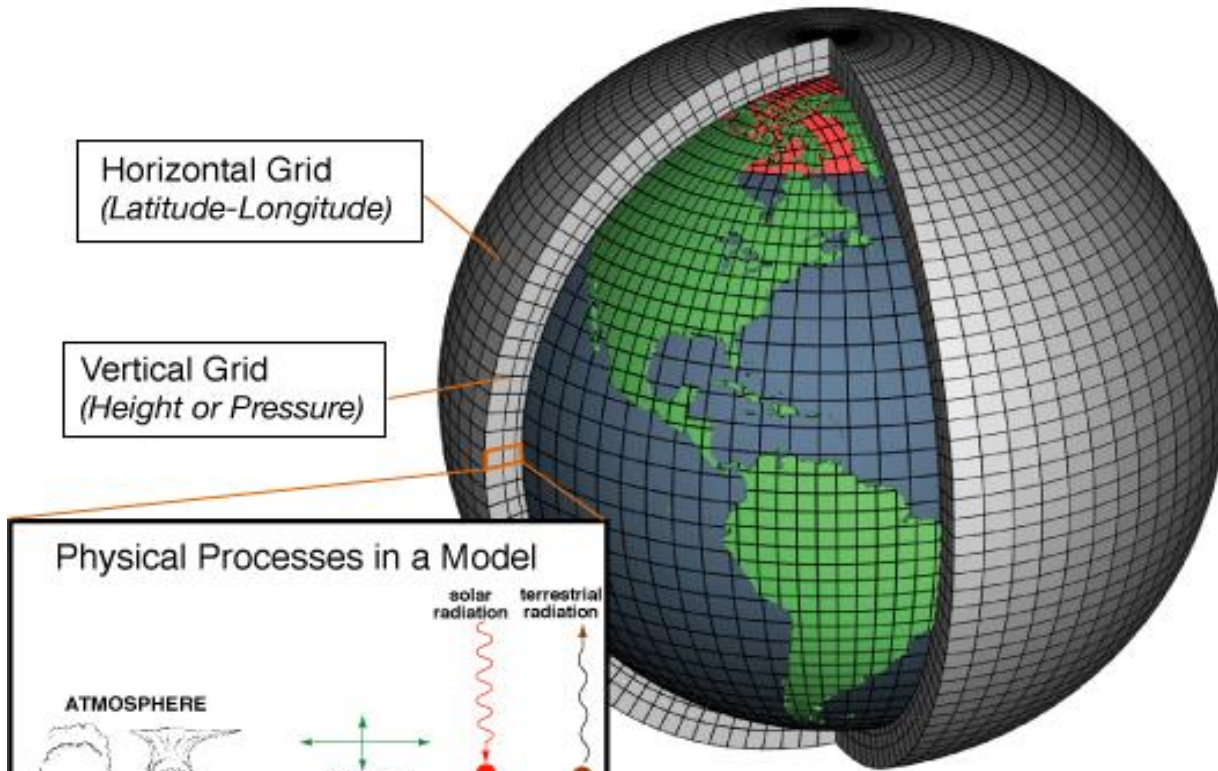 Horizontal Grid
(Latitude-Longitude)
Vertical Grid
(Height or Pressure)
Physical Processes in a Model
solar terrestrial
radiation radiation
ATMOSPHERE